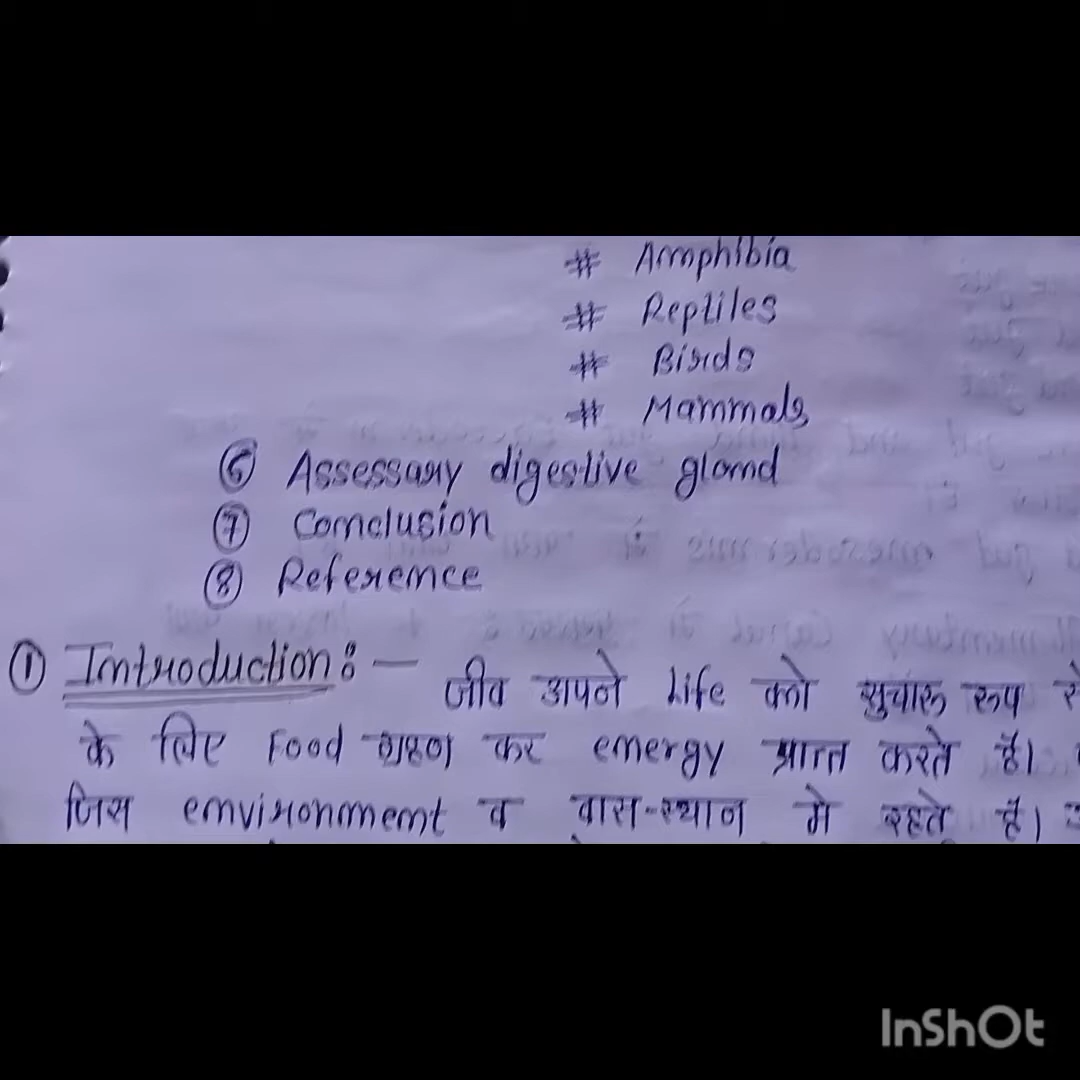 # Amphibia
# Reptiles
# Birds
# Mammals
⑥ Assessary digestive gland
⑦ Conclusion
⑧ Reference
① Introduction : — जीव अपने life को सुचारू रूप से
के लिए Food ग्रहण कर energy प्राप्त करते है।
जिस environment व वास-स्थान मे रहते है।
InShOt